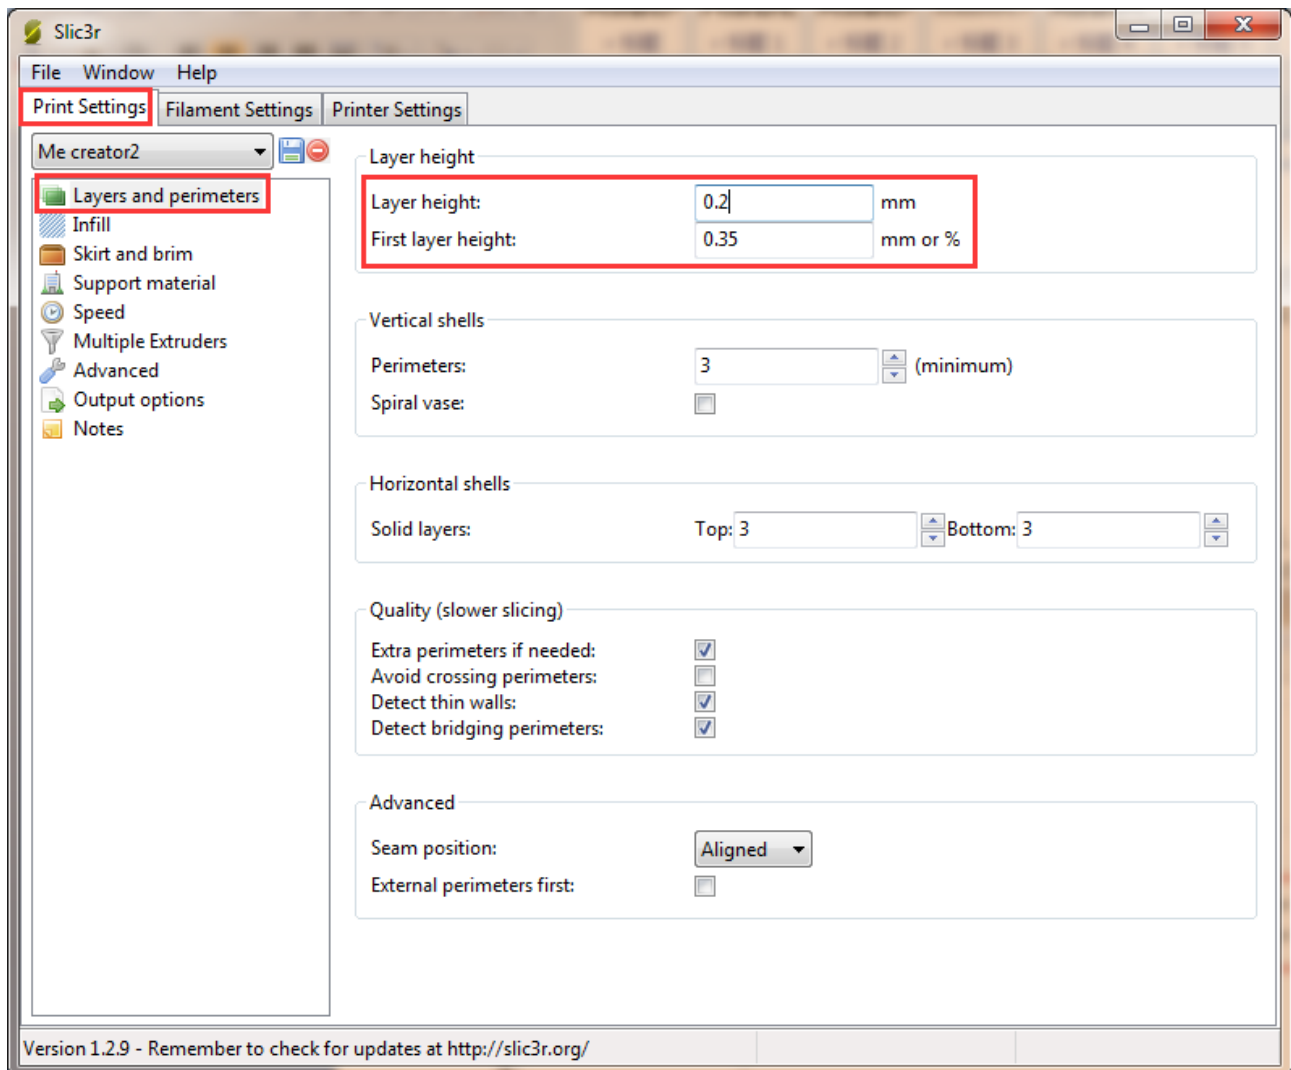 Slic3r
File Window Help
Print Settings Filament Settings Printer Settings
Me creator2
Layers and perimeters
Infill
Skirt and brim
Support material
Speed
Multiple Extruders
Advanced
Output options
Notes
Layer height
Layer height: 0.2 mm
First layer height: 0.35 mm or %
Vertical shells
Perimeters: 3 (minimum)
Spiral vase:
Horizontal shells
Solid layers: Top: 3 Bottom: 3
Quality (slower slicing)
Extra perimeters if needed:
Avoid crossing perimeters:
Detect thin walls:
Detect bridging perimeters:
Advanced
Seam position: Aligned
External perimeters first:
Version 1.2.9 - Remember to check for updates at http://slic3r.org/